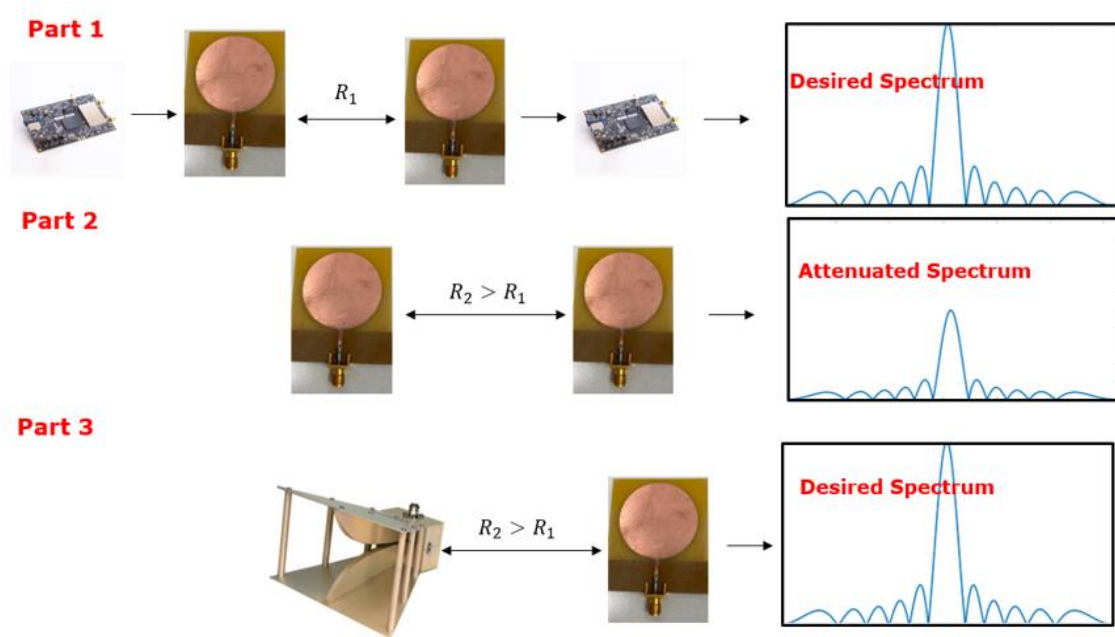 Part 1
R₁
Desired Spectrum
Part 2
R₂ > R₁
Attenuated Spectrum
Part 3
R₂ > R₁
Desired Spectrum